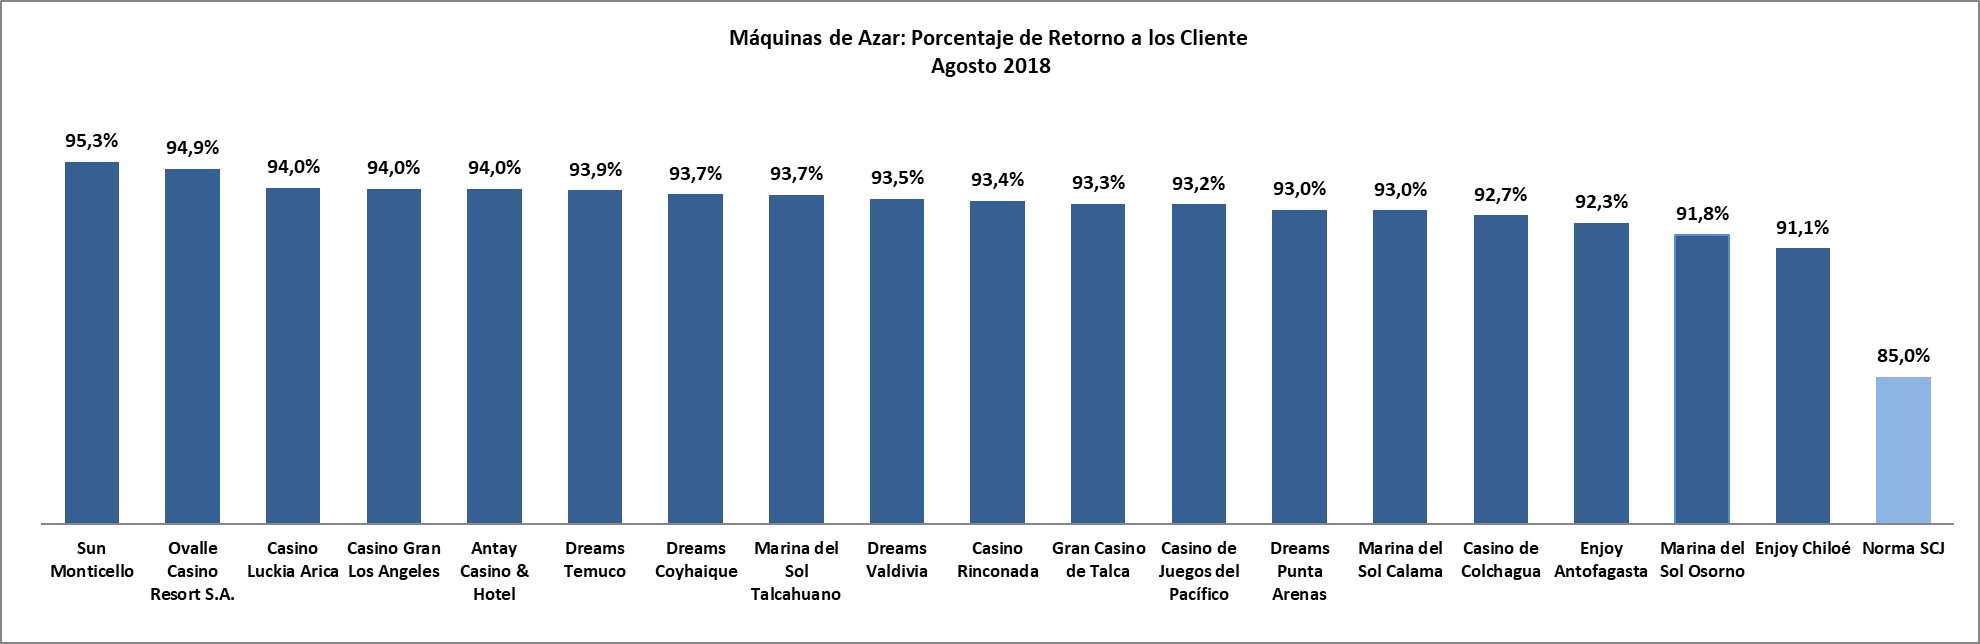 Máquinas de Azar: Porcentaje de Retorno a los Cliente
Agosto 2018
95,3%
94,9%
94,0%
94,0%
94,0%
93,9%
93,7%
93,7%
93,5%
93,4%
93,3%
93,2%
93,0%
93,0%
92,7%
92,3%
91,8%
91,1%
85,0%
Sun
Monticello
Ovalle
Casino
Resort S.A.
Casino
Luckia Arica
Casino Gran
Los Angeles
Antay
Casino &
Hotel
Dreams
Temuco
Dreams
Coyhaique
Marina del
Sol
Talcahuano
Dreams
Valdivia
Casino
Rinconada
Gran Casino
de Talca
Casino de
Juegos del
Pacífico
Dreams
Punta
Arenas
Marina del
Sol Calama
Casino de
Colchagua
Enjoy
Antofagasta
Marina del
Sol Osorno
Enjoy Chiloé
Norma SCJ